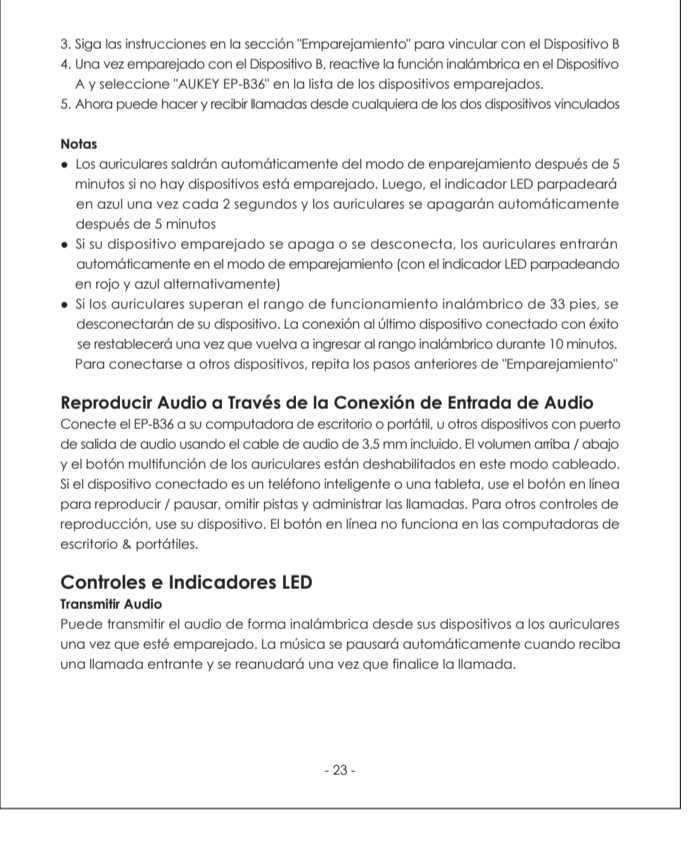 3. Siga las instrucciones en la sección "Emparejamiento" para vincular con el Dispositivo B
4. Una vez emparejado con el Dispositivo B, reactive la función inalámbrica en el Dispositivo
A y seleccione "AUKEY EP-B36" en la lista de los dispositivos emparejados.
5. Ahora puede hacer y recibir llamadas desde cualquiera de los dos dispositivos vinculados
Notas
● Los auriculares saldrán automáticamente del modo de enparejamiento después de 5
minutos si no hay dispositivos está emparejado. Luego, el indicador LED parpadeará
en azul una vez cada 2 segundos y los auriculares se apagarán automáticamente
después de 5 minutos
● Si su dispositivo emparejado se apaga o se desconecta, los auriculares entrarán
automáticamente en el modo de emparejamiento (con el indicador LED parpadeando
en rojo y azul alternativamente)
● Si los auriculares superan el rango de funcionamiento inalámbrico de 33 pies, se
desconectarán de su dispositivo. La conexión al último dispositivo conectado con éxito
se restablecerá una vez que vuelva a ingresar al rango inalámbrico durante 10 minutos.
Para conectarse a otros dispositivos, repita los pasos anteriores de "Emparejamiento"
Reproducir Audio a Través de la Conexión de Entrada de Audio
Conecte el EP-B36 a su computadora de escritorio o portátil, u otros dispositivos con puerto
de salida de audio usando el cable de audio de 3.5 mm incluido. El volumen arriba / abajo
y el botón multifunción de los auriculares están deshabilitados en este modo cableado.
Si el dispositivo conectado es un teléfono inteligente o una tableta, use el botón en línea
para reproducir / pausar, omitir pistas y administrar las llamadas. Para otros controles de
reproducción, use su dispositivo. El botón en línea no funciona en las computadoras de
escritorio & portátiles.
Controles e Indicadores LED
Transmitir Audio
Puede transmitir el audio de forma inalámbrica desde sus dispositivos a los auriculares
una vez que esté emparejado. La música se pausará automáticamente cuando reciba
una llamada entrante y se reanudará una vez que finalice la llamada.
- 23 -